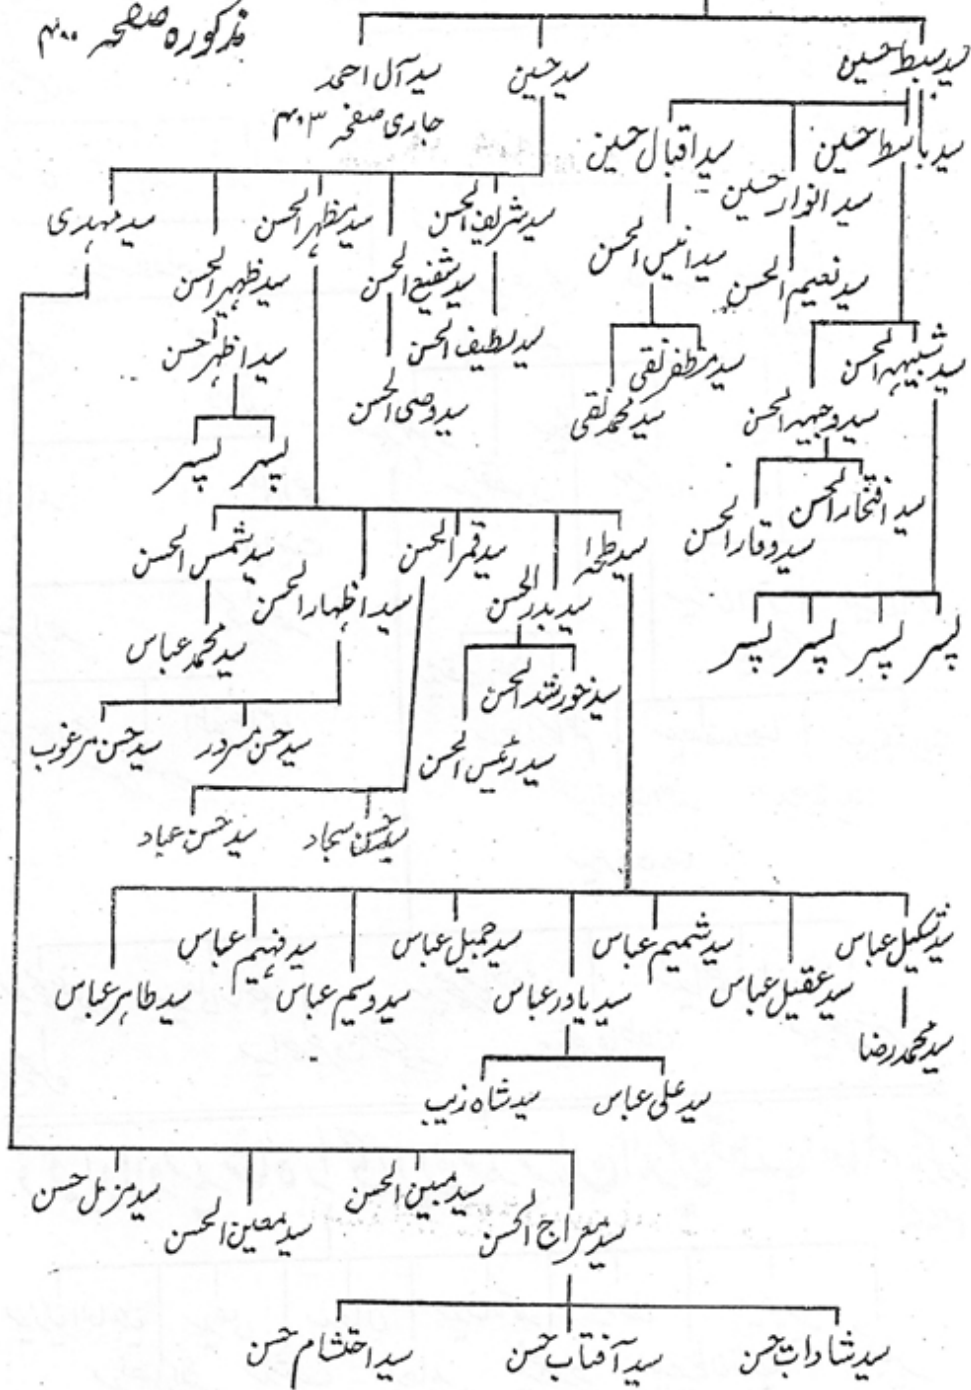 مذکورہ صفحہ ۴۰۰
سید سبط حسین
سید حسین
سید آل احمد
جاری صفحہ ۴۰۳
سید باسط حسین
سید انوار حسین
سید اقبال حسین
سید شریف الحسن
سید شفیع الحسن
سید مظہر الحسن
سید ظہیر الحسن
سید مہدی
سید نعیم الحسن
سید انیس الحسن
سید لطیف الحسن
سید وصی الحسن
سید اظہر حسن
پسر پسر
سید شبیہہ الحسن
سید وجیہہ الحسن
سید مظفر نقی
سید محمد نقی
سید افتخار الحسن
سید وقار الحسن
پسر پسر پسر پسر
سید طہٰ
سید بدر الحسن
سید قمر الحسن
سید اظہار الحسن
سید شمس الحسن
سید محمد عباس
سید خورشید الحسن
سید رئیس الحسن
سید حسن سرور
سید حسن مرغوب
سید حسن سجاد
سید حسن عباد
سید شکیل عباس
سید عقیل عباس
سید شمیم عباس
سید یاور عباس
سید جمیل عباس
سید وسیم عباس
سید فہیم عباس
سید طاہر عباس
سید محمد رضا
سید علی عباس
سید شاہ زیب
سید معراج الحسن
سید مبین الحسن
سید معین الحسن
سید مزمل حسن
سید شاداب حسن
سید آفتاب حسن
سید احتشام حسن